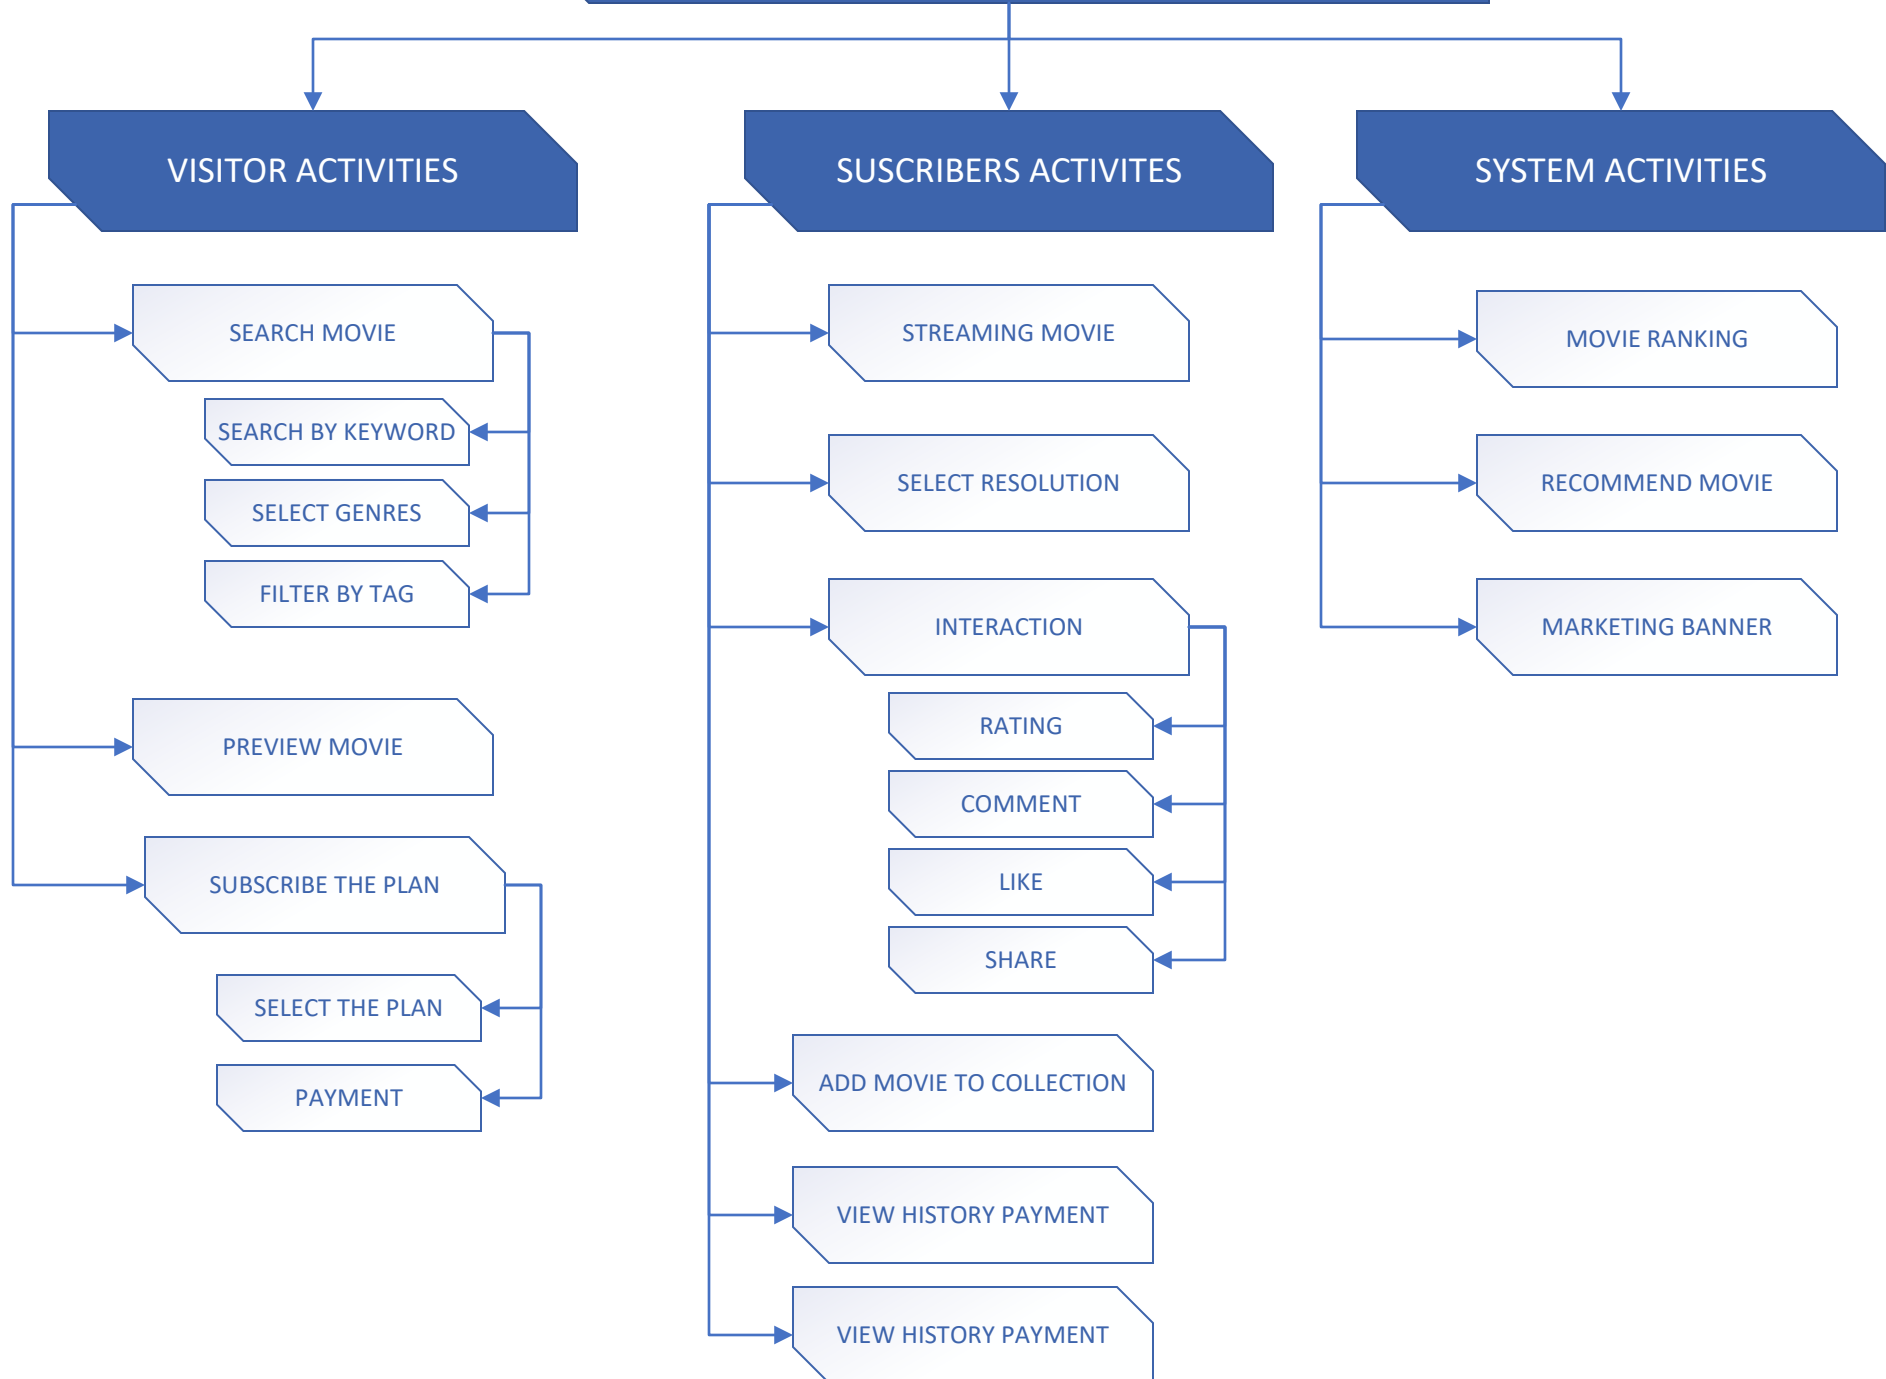 VISITOR ACTIVITIES
SEARCH MOVIE
SEARCH BY KEYWORD
SELECT GENRES
FILTER BY TAG
PREVIEW MOVIE
SUBSCRIBE THE PLAN
SELECT THE PLAN
PAYMENT
SUSCRIBERS ACTIVITES
STREAMING MOVIE
SELECT RESOLUTION
INTERACTION
RATING
COMMENT
LIKE
SHARE
ADD MOVIE TO COLLECTION
VIEW HISTORY PAYMENT
VIEW HISTORY PAYMENT
SYSTEM ACTIVITIES
MOVIE RANKING
RECOMMEND MOVIE
MARKETING BANNER